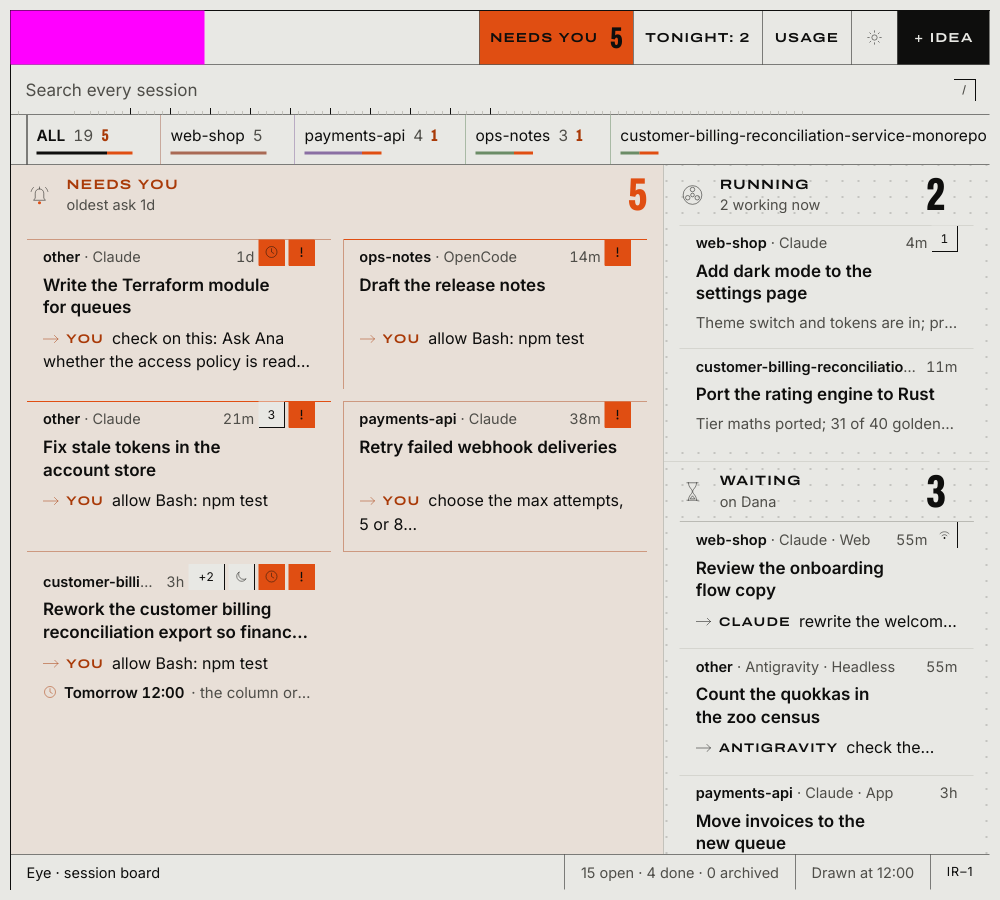 NEEDS YOU 5
TONIGHT: 2
USAGE
+ IDEA
Search every session
/
ALL 19 5
web-shop 5
payments-api 4 1
ops-notes 3 1
customer-billing-reconciliation-service-monorepo
NEEDS YOU
oldest ask 1d
5
other · Claude 1d !
Write the Terraform module
for queues
→ YOU check on this: Ask Ana
whether the access policy is read…
ops-notes · OpenCode 14m !
Draft the release notes
→ YOU allow Bash: npm test
other · Claude 21m 3 !
Fix stale tokens in the
account store
→ YOU allow Bash: npm test
payments-api · Claude 38m !
Retry failed webhook deliveries
→ YOU choose the max attempts,
5 or 8…
customer-billi… 3h +2 !
Rework the customer billing
reconciliation export so financ…
→ YOU allow Bash: npm test
Tomorrow 12:00 · the column or…
RUNNING
2 working now
2
web-shop · Claude 4m 1
Add dark mode to the
settings page
Theme switch and tokens are in; pr…
customer-billing-reconciliatio… 11m
Port the rating engine to Rust
Tier maths ported; 31 of 40 golden…
WAITING
on Dana
3
web-shop · Claude · Web 55m
Review the onboarding
flow copy
→ CLAUDE rewrite the welcom…
other · Antigravity · Headless 55m
Count the quokkas in
the zoo census
→ ANTIGRAVITY check the…
payments-api · Claude · App 3h
Move invoices to the
new queue
Eye · session board
15 open · 4 done · 0 archived
Drawn at 12:00
IR–1